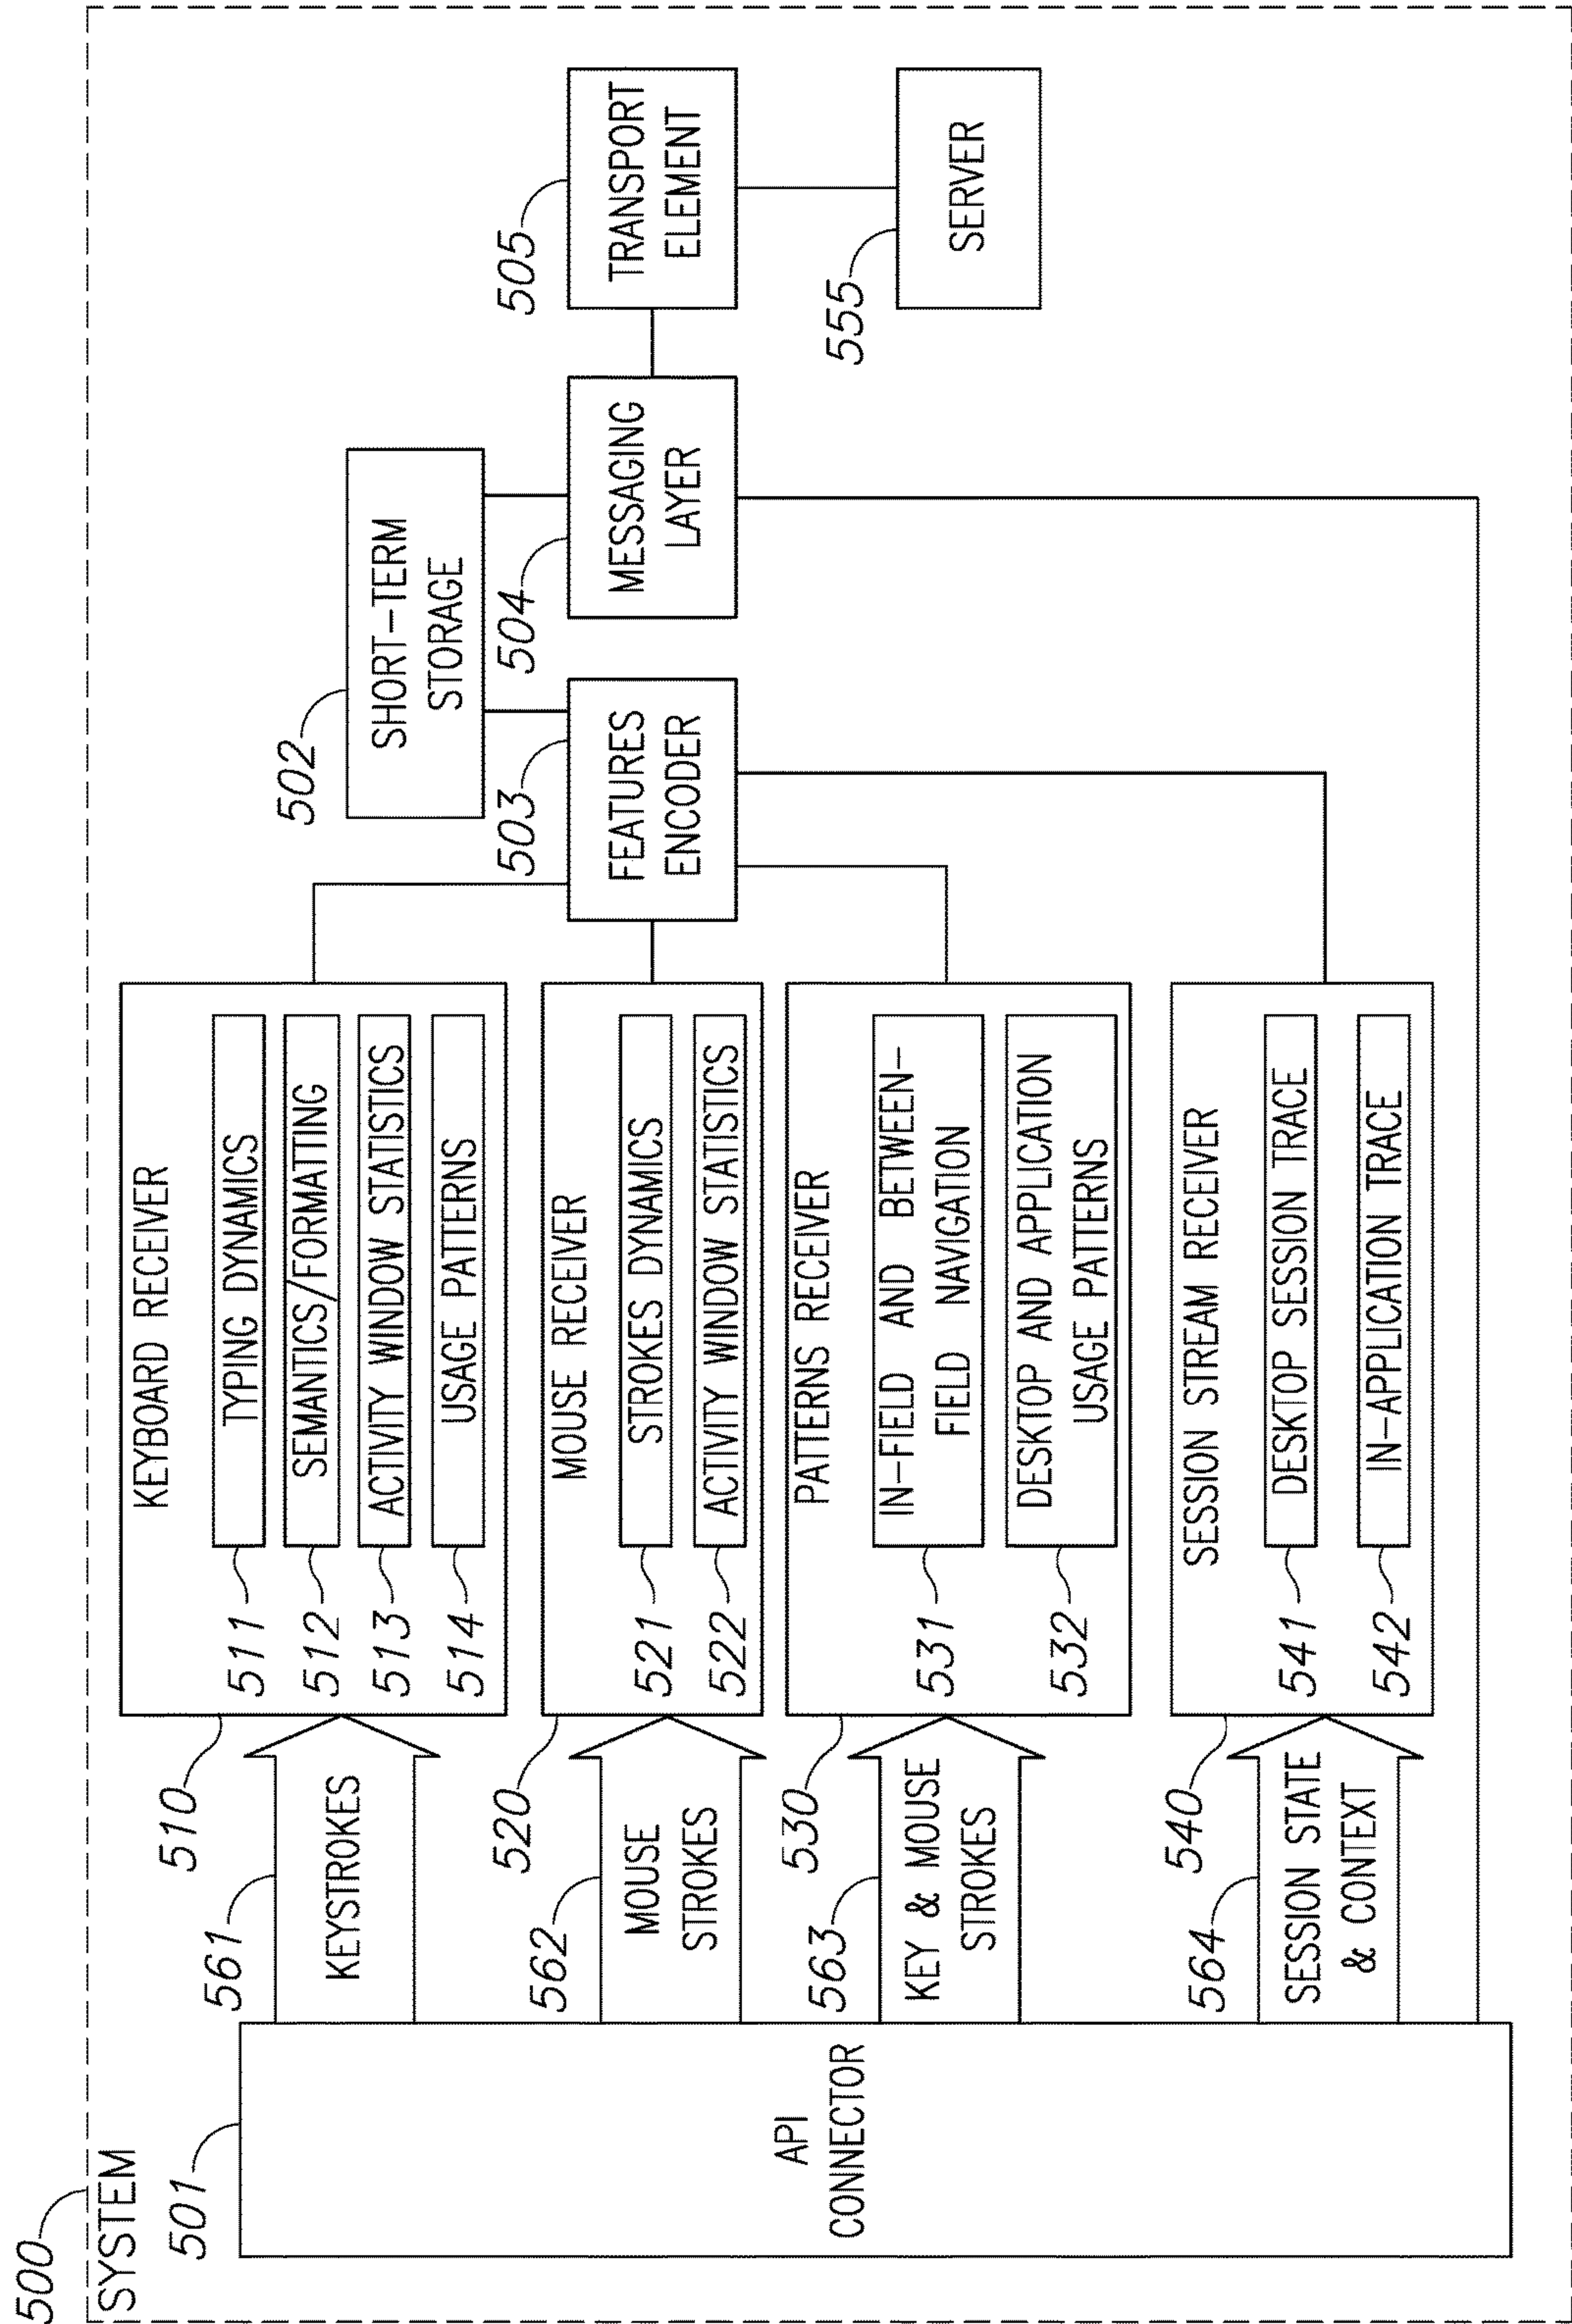 500
SYSTEM
501
API
CONNECTOR
561
KEYSTROKES
562
MOUSE
STROKES
563
KEY & MOUSE
STROKES
564
SESSION STATE
& CONTEXT
510
KEYBOARD RECEIVER
511
TYPING DYNAMICS
512
SEMANTICS/FORMATTING
513
ACTIVITY WINDOW STATISTICS
514
USAGE PATTERNS
520
MOUSE RECEIVER
521
STROKES DYNAMICS
522
ACTIVITY WINDOW STATISTICS
530
PATTERNS RECEIVER
531
IN-FIELD AND BETWEEN-
FIELD NAVIGATION
532
DESKTOP AND APPLICATION
USAGE PATTERNS
540
SESSION STREAM RECEIVER
541
DESKTOP SESSION TRACE
542
IN-APPLICATION TRACE
502
SHORT-TERM
STORAGE
503
FEATURES
ENCODER
504
MESSAGING
LAYER
505
TRANSPORT
ELEMENT
555
SERVER